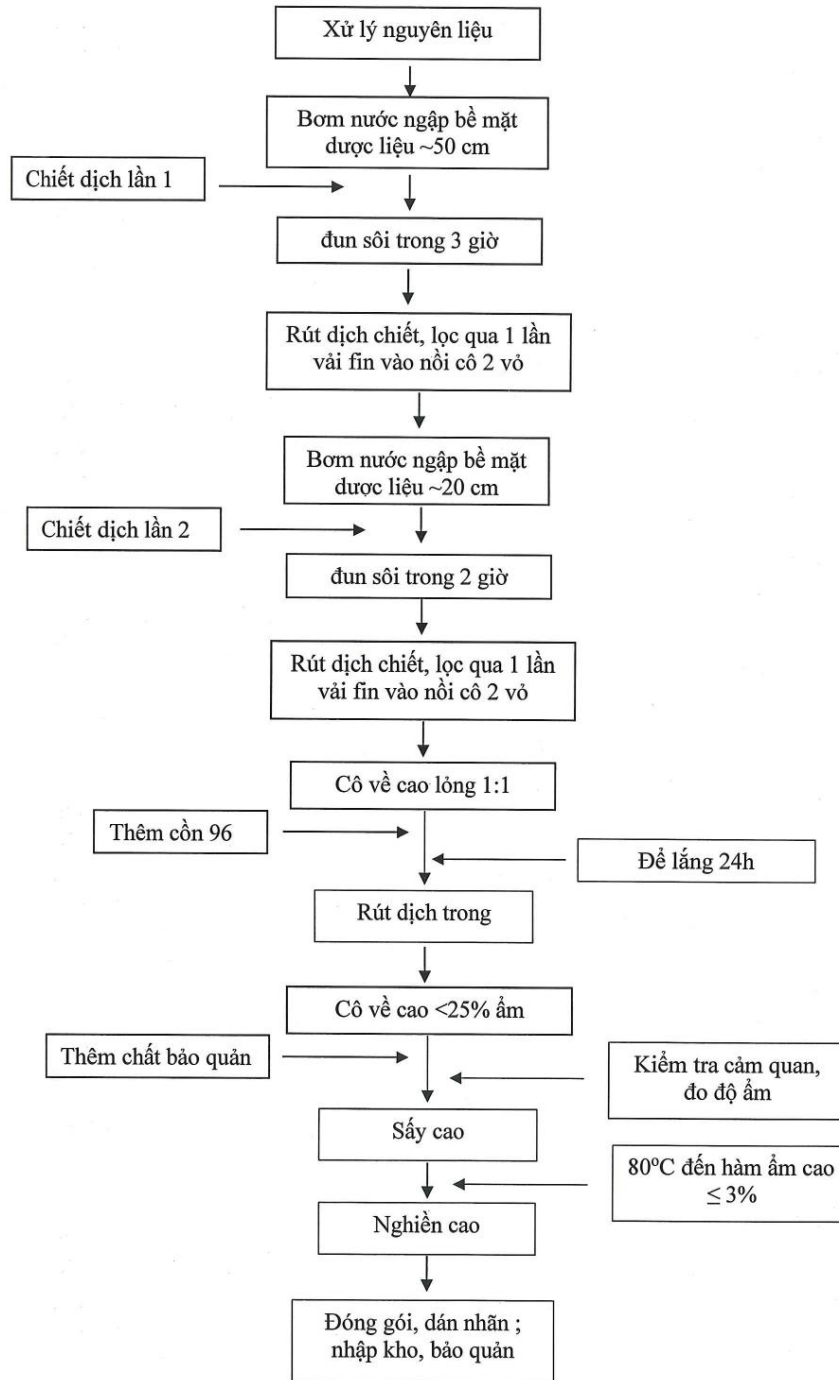 Xử lý nguyên liệu
Bơm nước ngập bề mặt
dược liệu ~50 cm
Chiết dịch lần 1
đun sôi trong 3 giờ
Rút dịch chiết, lọc qua 1 lần
vải fin vào nồi cô 2 vỏ
Bơm nước ngập bề mặt
dược liệu ~20 cm
Chiết dịch lần 2
đun sôi trong 2 giờ
Rút dịch chiết, lọc qua 1 lần
vải fin vào nồi cô 2 vỏ
Cô về cao lỏng 1:1
Thêm cồn 96
Để lắng 24h
Rút dịch trong
Cô về cao <25% ẩm
Thêm chất bảo quản
Kiểm tra cảm quan,
đo độ ẩm
Sấy cao
80ºC đến hàm ẩm cao
≤ 3%
Nghiền cao
Đóng gói, dán nhãn ;
nhập kho, bảo quản